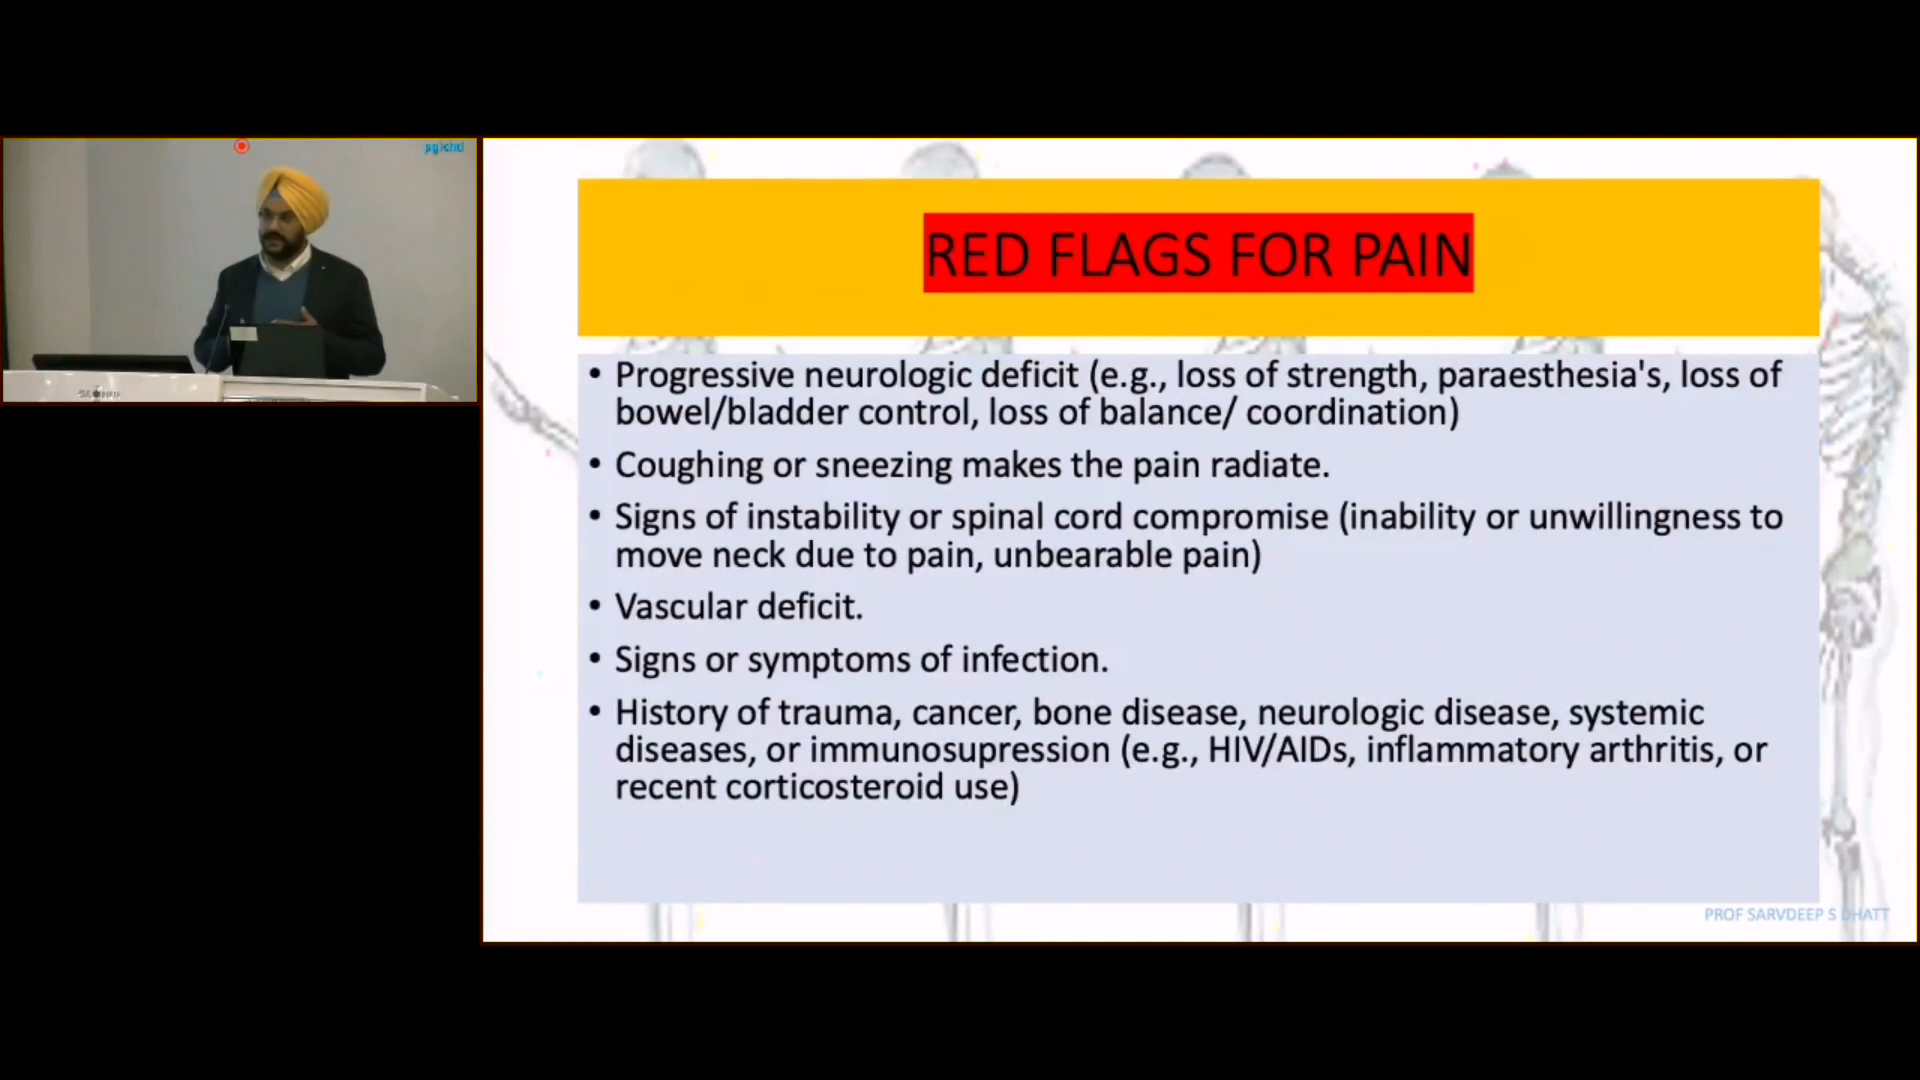 pgichd
RED FLAGS FOR PAIN
• Progressive neurologic deficit (e.g., loss of strength, paraesthesia's, loss of
bowel/bladder control, loss of balance/ coordination)
• Coughing or sneezing makes the pain radiate.
• Signs of instability or spinal cord compromise (inability or unwillingness to
move neck due to pain, unbearable pain)
• Vascular deficit.
• Signs or symptoms of infection.
• History of trauma, cancer, bone disease, neurologic disease, systemic
diseases, or immunosupression (e.g., HIV/AIDs, inflammatory arthritis, or
recent corticosteroid use)
PROF SARVDEEP S DHATT